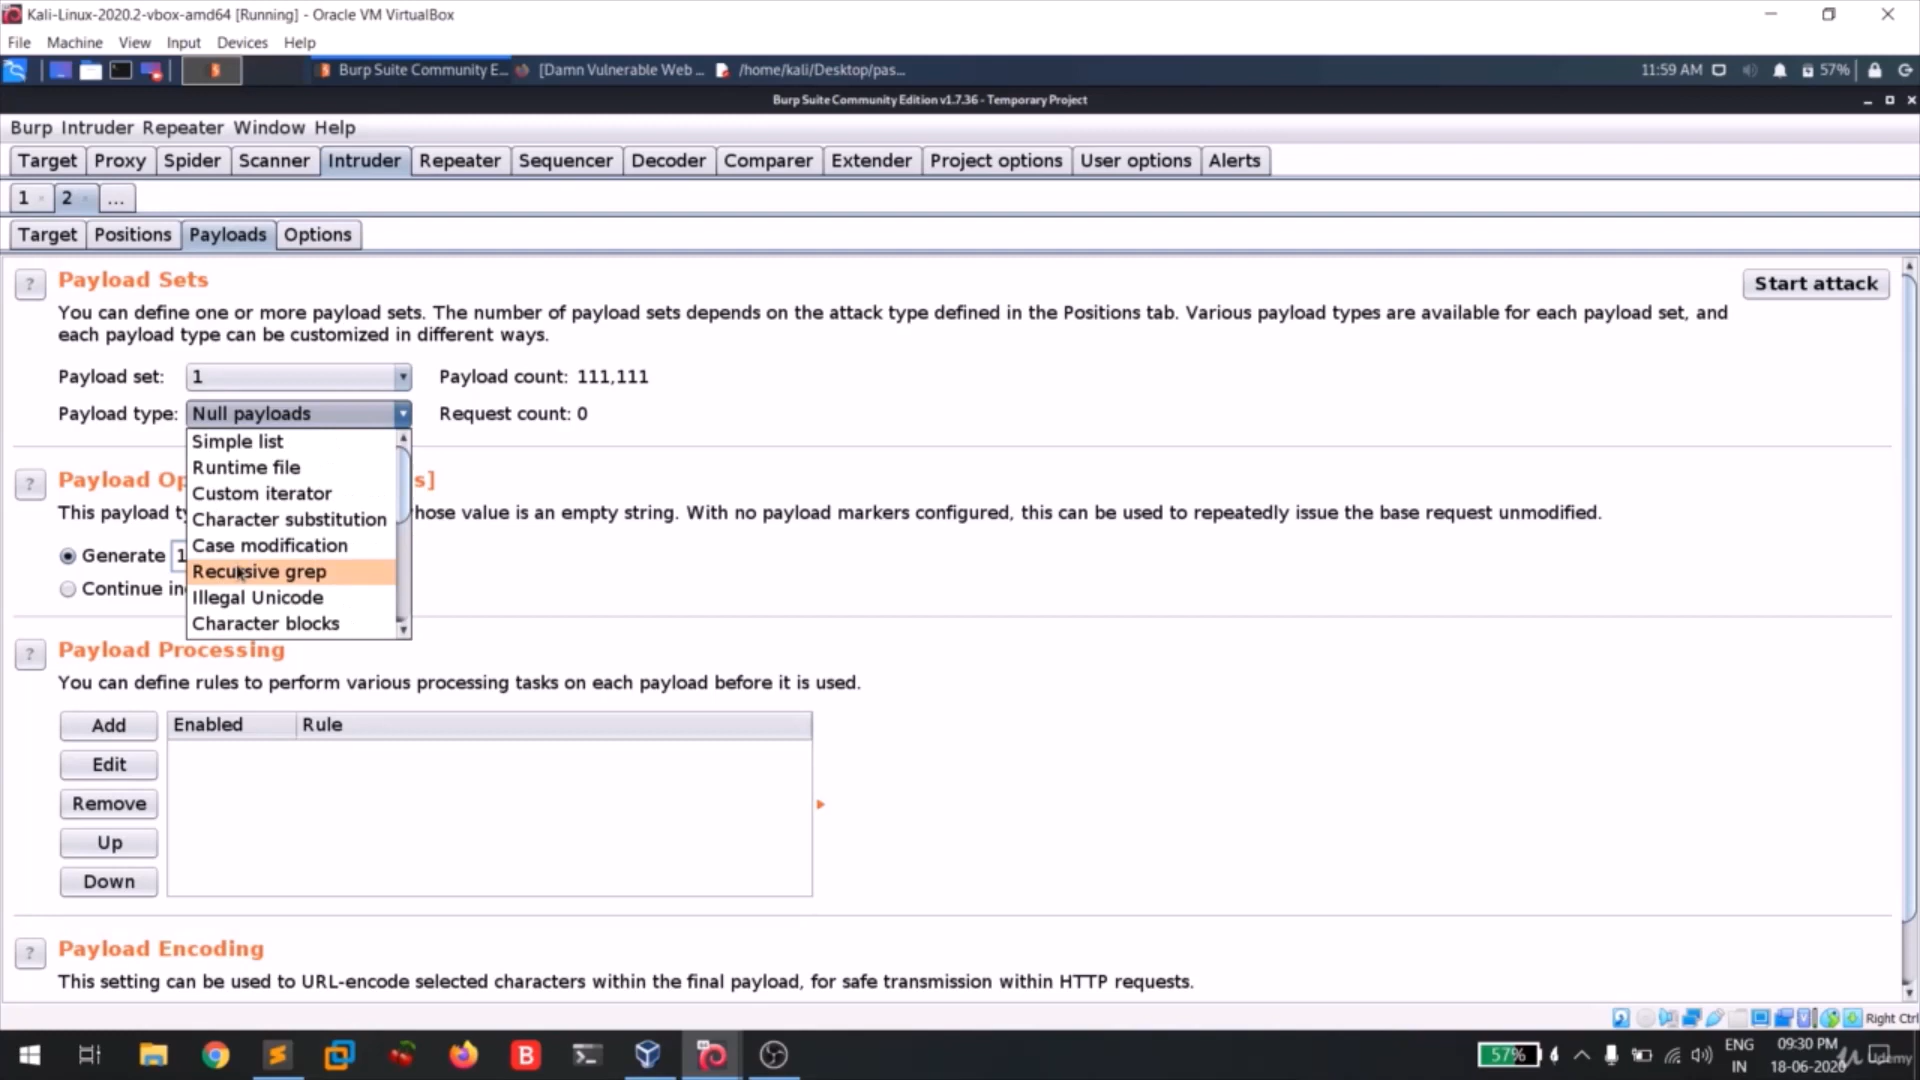 Kali-Linux-2020.2-vbox-amd64 [Running] - Oracle VM VirtualBox
File Machine View Input Devices Help
Burp Suite Community E... [Damn Vulnerable Web ... /home/kali/Desktop/pas... 11:59 AM 57%
Burp Suite Community Edition v1.7.36 - Temporary Project
Burp Intruder Repeater Window Help
Target Proxy Spider Scanner Intruder Repeater Sequencer Decoder Comparer Extender Project options User options Alerts
1 2 ...
Target Positions Payloads Options
? Payload Sets Start attack
You can define one or more payload sets. The number of payload sets depends on the attack type defined in the Positions tab. Various payload types are available for each payload set, and
each payload type can be customized in different ways.
Payload set: 1 Payload count: 111,111
Payload type: Null payloads Request count: 0
Simple list
Runtime file
Custom iterator
Character substitution
Case modification
Recursive grep
Illegal Unicode
Character blocks
? Payload Op s]
This payload ty hose value is an empty string. With no payload markers configured, this can be used to repeatedly issue the base request unmodified.
Generate 1
Continue in
? Payload Processing
You can define rules to perform various processing tasks on each payload before it is used.
Add Enabled Rule
Edit
Remove
Up
Down
? Payload Encoding
This setting can be used to URL-encode selected characters within the final payload, for safe transmission within HTTP requests.
Right Ctrl
B 57% ENG 09:30 PM
IN 18-06-2020 Udemy